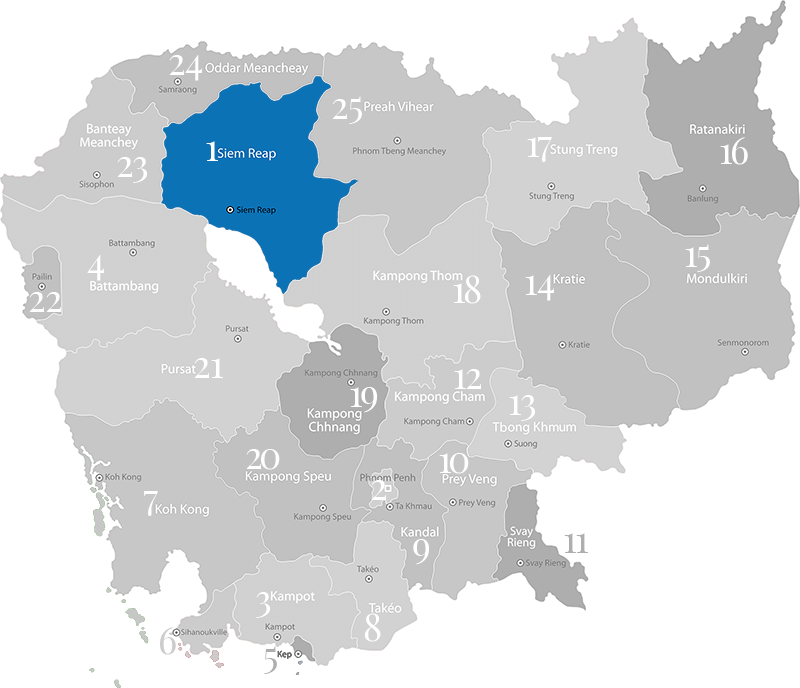 24 Oddar Meancheay
Samraong
25 Preah Vihear
Phnom Tbeng Meanchey
Banteay
Meanchey
23
Sisophon
1 Siem Reap
Siem Reap
17 Stung Treng
Stung Treng
Ratanakiri
16
Banlung
Battambang
4
Battambang
Pailin
22
Kampong Thom
18
Kampong Thom
14 Kratie
Kratie
15
Mondulkiri
Senmonorom
Pursat
Pursat 21
Kampong Chhnang
19
Kampong
Chhnang
12
Kampong Cham
Kampong Cham
13
Tbong Khmum
Suong
20
Kampong Speu
Kampong Speu
Phnom Penh
2
Ta Khmau
10
Prey Veng
Prey Veng
Koh Kong
7 Koh Kong
Kandal
9
Svay
Rieng
11
Svay Rieng
Takéo
Takéo
8
3 Kampot
Kampot
6 Sihanoukville
5 Kep